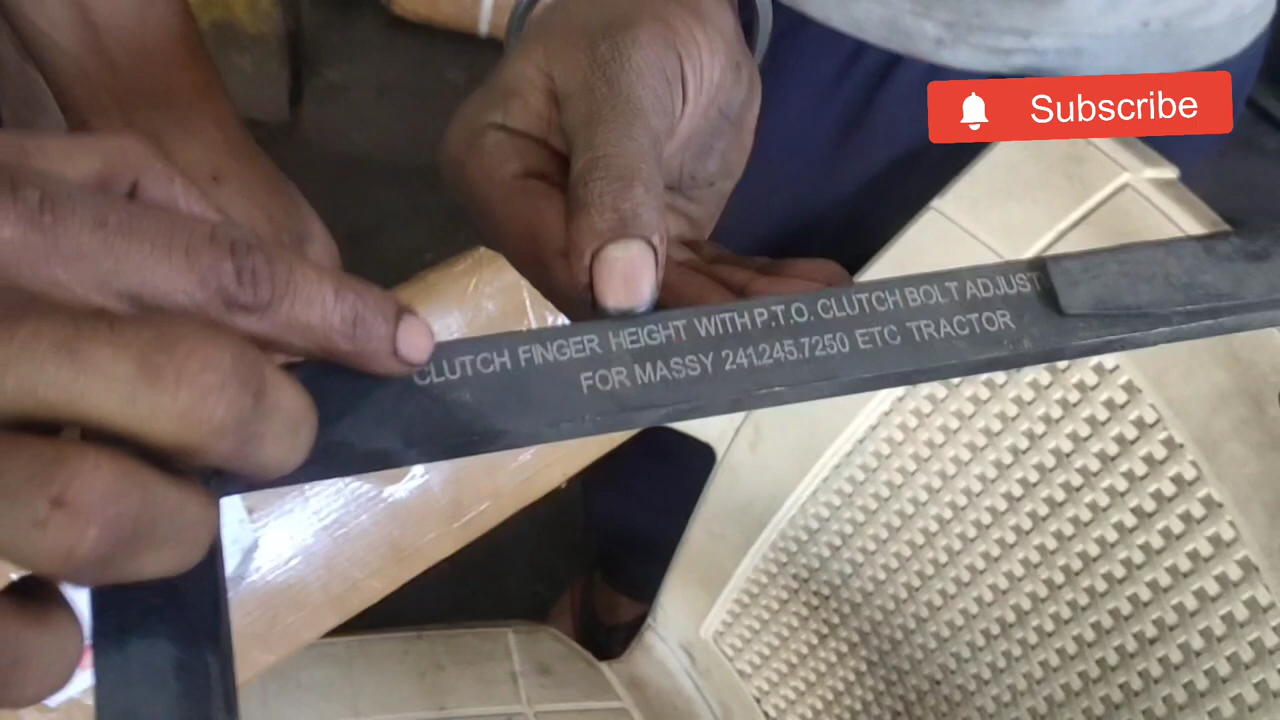 Subscribe
CLUTCH FINGER HEIGHT WITH P.T.O. CLUTCH BOLT ADJUST
FOR MASSY 241.245.7250 ETC TRACTOR